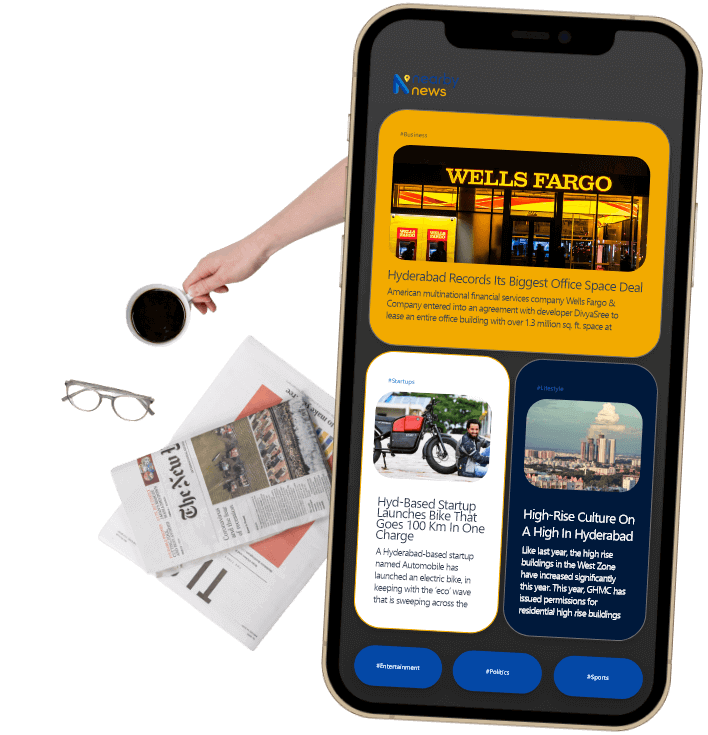 nearby
news
#Business
WELLS FARGO
WELLS FARGO
WELLS FARGO
Hyderabad Records Its Biggest Office Space Deal
American multinational financial services company Wells Fargo &
Company entered into an agreement with developer DivyaSree to
lease an entire office building with over 1.3 million sq. ft. space at
#Startups
Hyd-Based Startup
Launches Bike That
Goes 100 Km In One
Charge
A Hyderabad-based startup
named Automobile has
launched an electric bike, in
keeping with the 'eco' wave
that is sweeping across the
#Lifestyle
High-Rise Culture On
A High In Hyderabad
Like last year, the high rise
buildings in the West Zone
have increased significantly
this year. This year, GHMC has
issued permissions for
residential high rise buildings
#Entertainment
#Politics
#Sports
The New